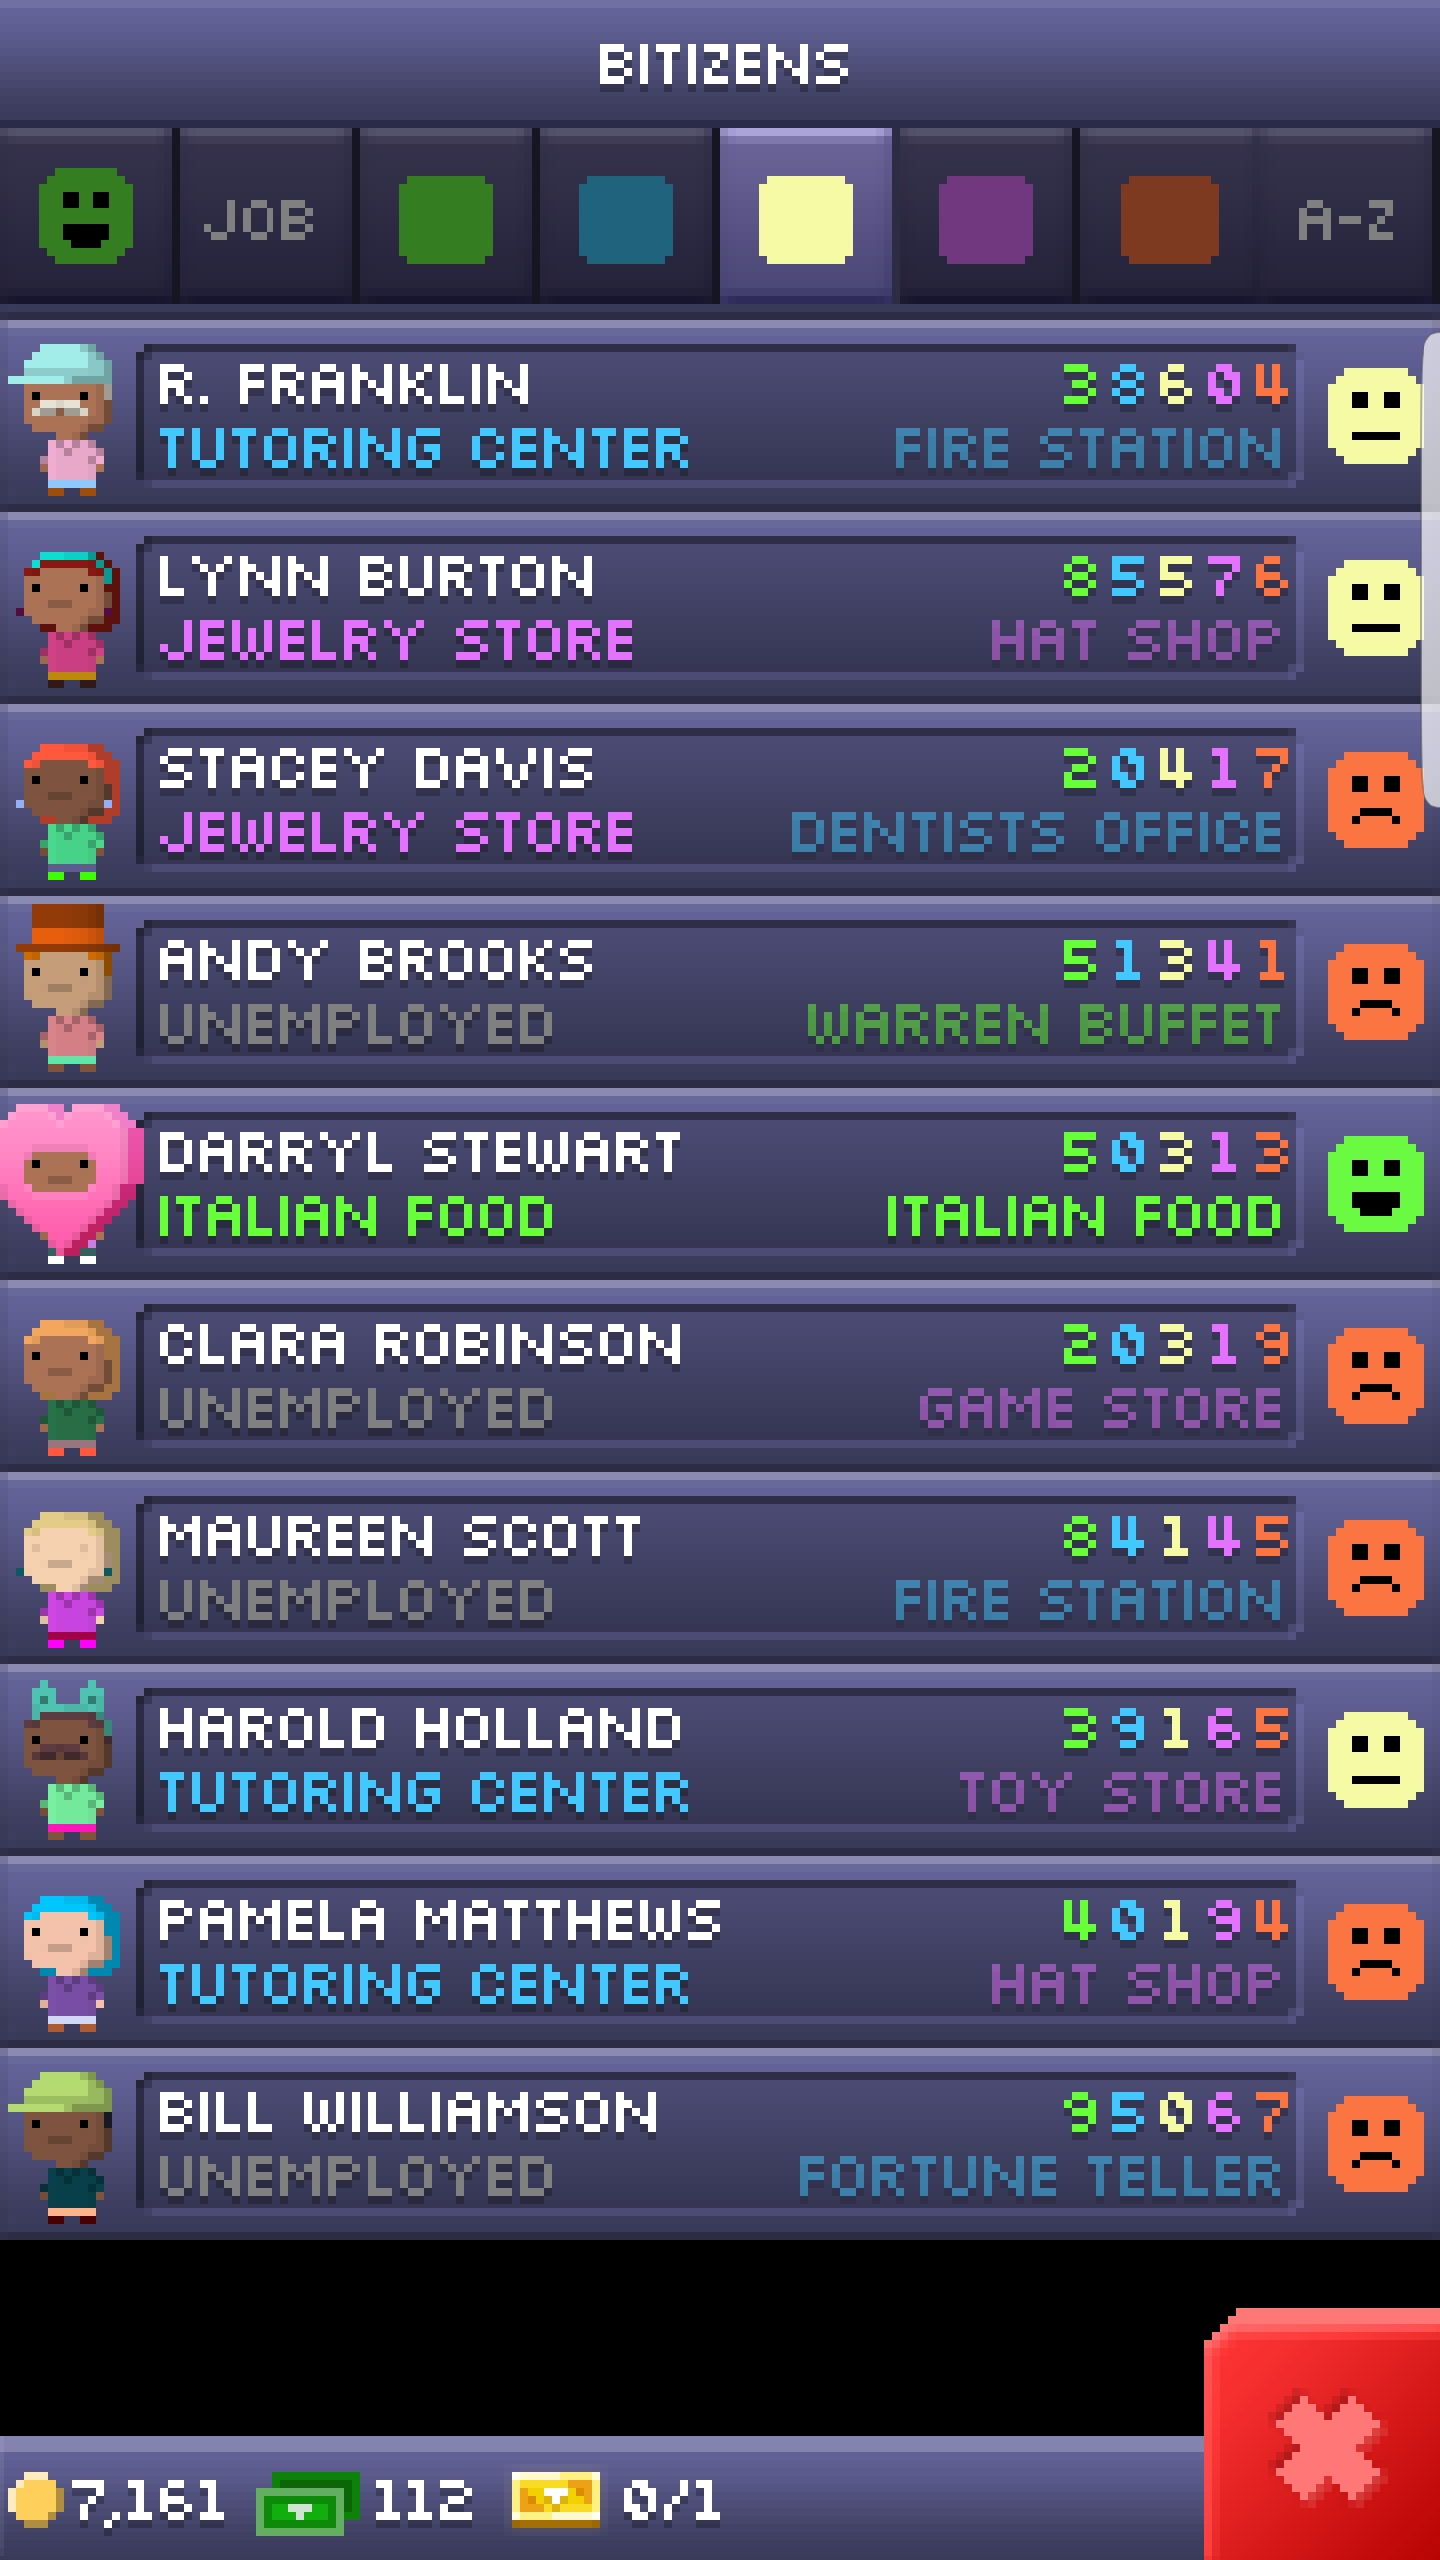 BITIZENS
JOB A-Z
R. FRANKLIN 38604
TUTORING CENTER FIRE STATION
LYNN BURTON 85576
JEWELRY STORE HAT SHOP
STACEY DAVIS 20417
JEWELRY STORE DENTISTS OFFICE
ANDY BROOKS 51341
UNEMPLOYED WARREN BUFFET
DARRYL STEWART 50313
ITALIAN FOOD ITALIAN FOOD
CLARA ROBINSON 20319
UNEMPLOYED GAME STORE
MAUREEN SCOTT 84145
UNEMPLOYED FIRE STATION
HAROLD HOLLAND 39165
TUTORING CENTER TOY STORE
PAMELA MATTHEWS 40194
TUTORING CENTER HAT SHOP
BILL WILLIAMSON 95067
UNEMPLOYED FORTUNE TELLER
7,161 112 0/1